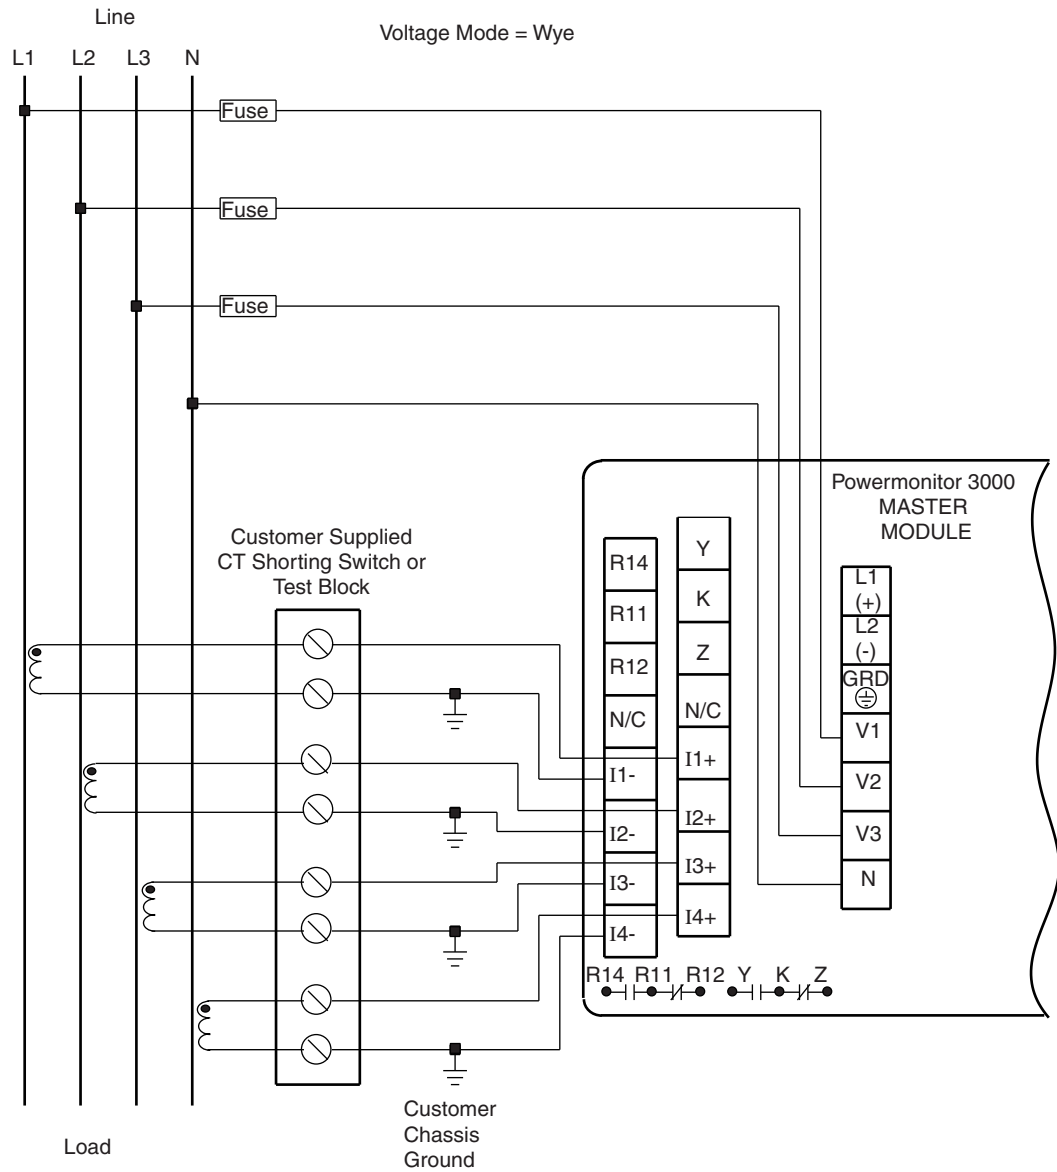 Line
Voltage Mode = Wye
L1 L2 L3 N
Fuse
Fuse
Fuse
Powermonitor 3000
MASTER
MODULE
Customer Supplied
CT Shorting Switch or
Test Block
R14
R11
R12
N/C
I1-
I2-
I3-
I4-
Y
K
Z
N/C
I1+
I2+
I3+
I4+
L1
(+)
L2
(-)
GRD
V1
V2
V3
N
R14 R11 R12 Y K Z
Customer
Chassis
Ground
Load